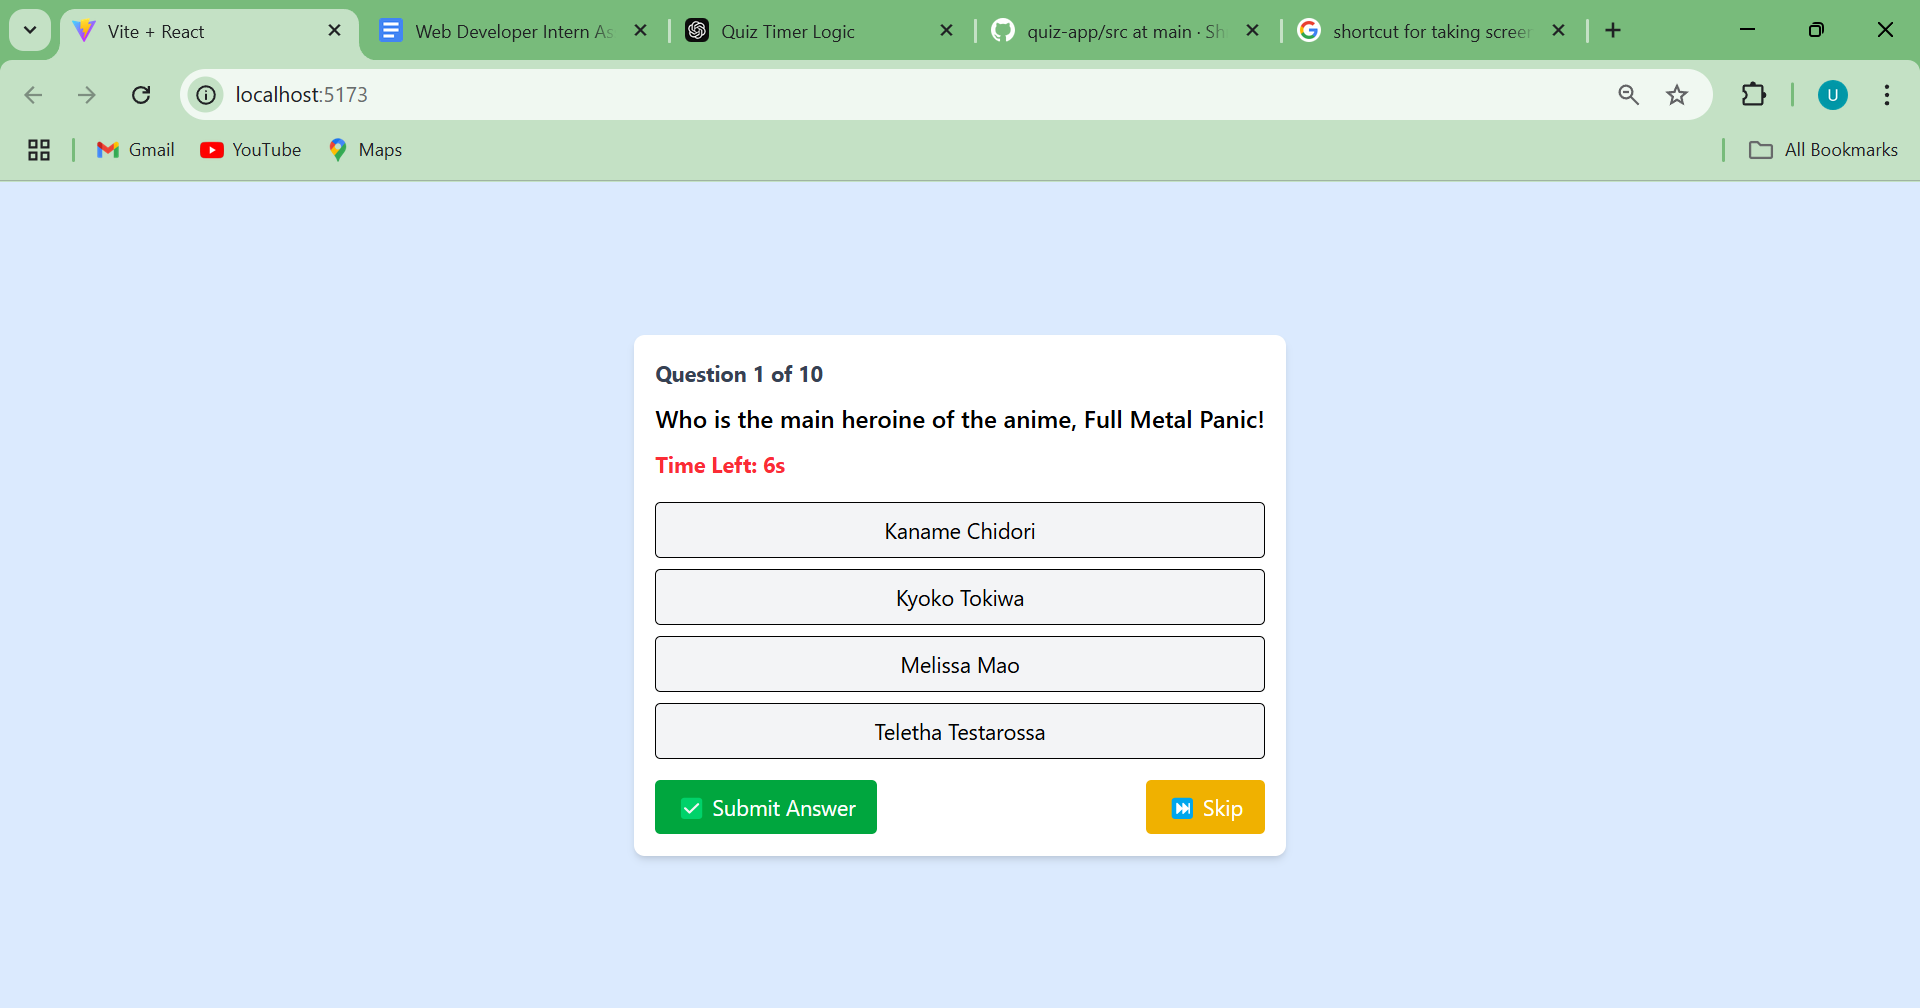 Vite + React
Web Developer Intern As
Quiz Timer Logic
quiz-app/src at main · Sh
shortcut for taking screen
localhost:5173
U
Gmail
YouTube
Maps
All Bookmarks
Question 1 of 10
Who is the main heroine of the anime, Full Metal Panic!
Time Left: 6s
Kaname Chidori
Kyoko Tokiwa
Melissa Mao
Teletha Testarossa
✅ Submit Answer
⏭ Skip